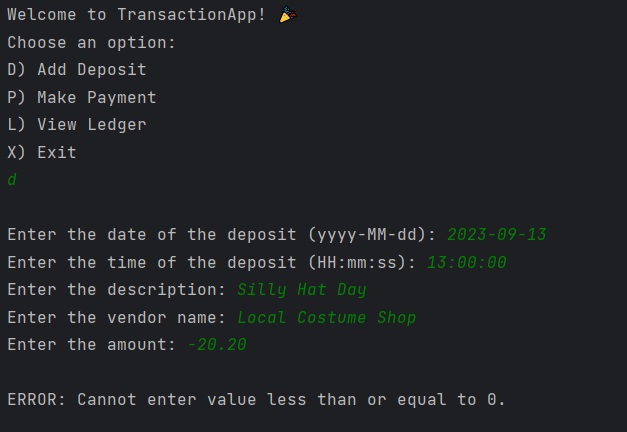 Welcome to TransactionApp! 🎉
Choose an option:
D) Add Deposit
P) Make Payment
L) View Ledger
X) Exit
d
Enter the date of the deposit (yyyy-MM-dd): 2023-09-13
Enter the time of the deposit (HH:mm:ss): 13:00:00
Enter the description: Silly Hat Day
Enter the vendor name: Local Costume Shop
Enter the amount: -20.20
ERROR: Cannot enter value less than or equal to 0.